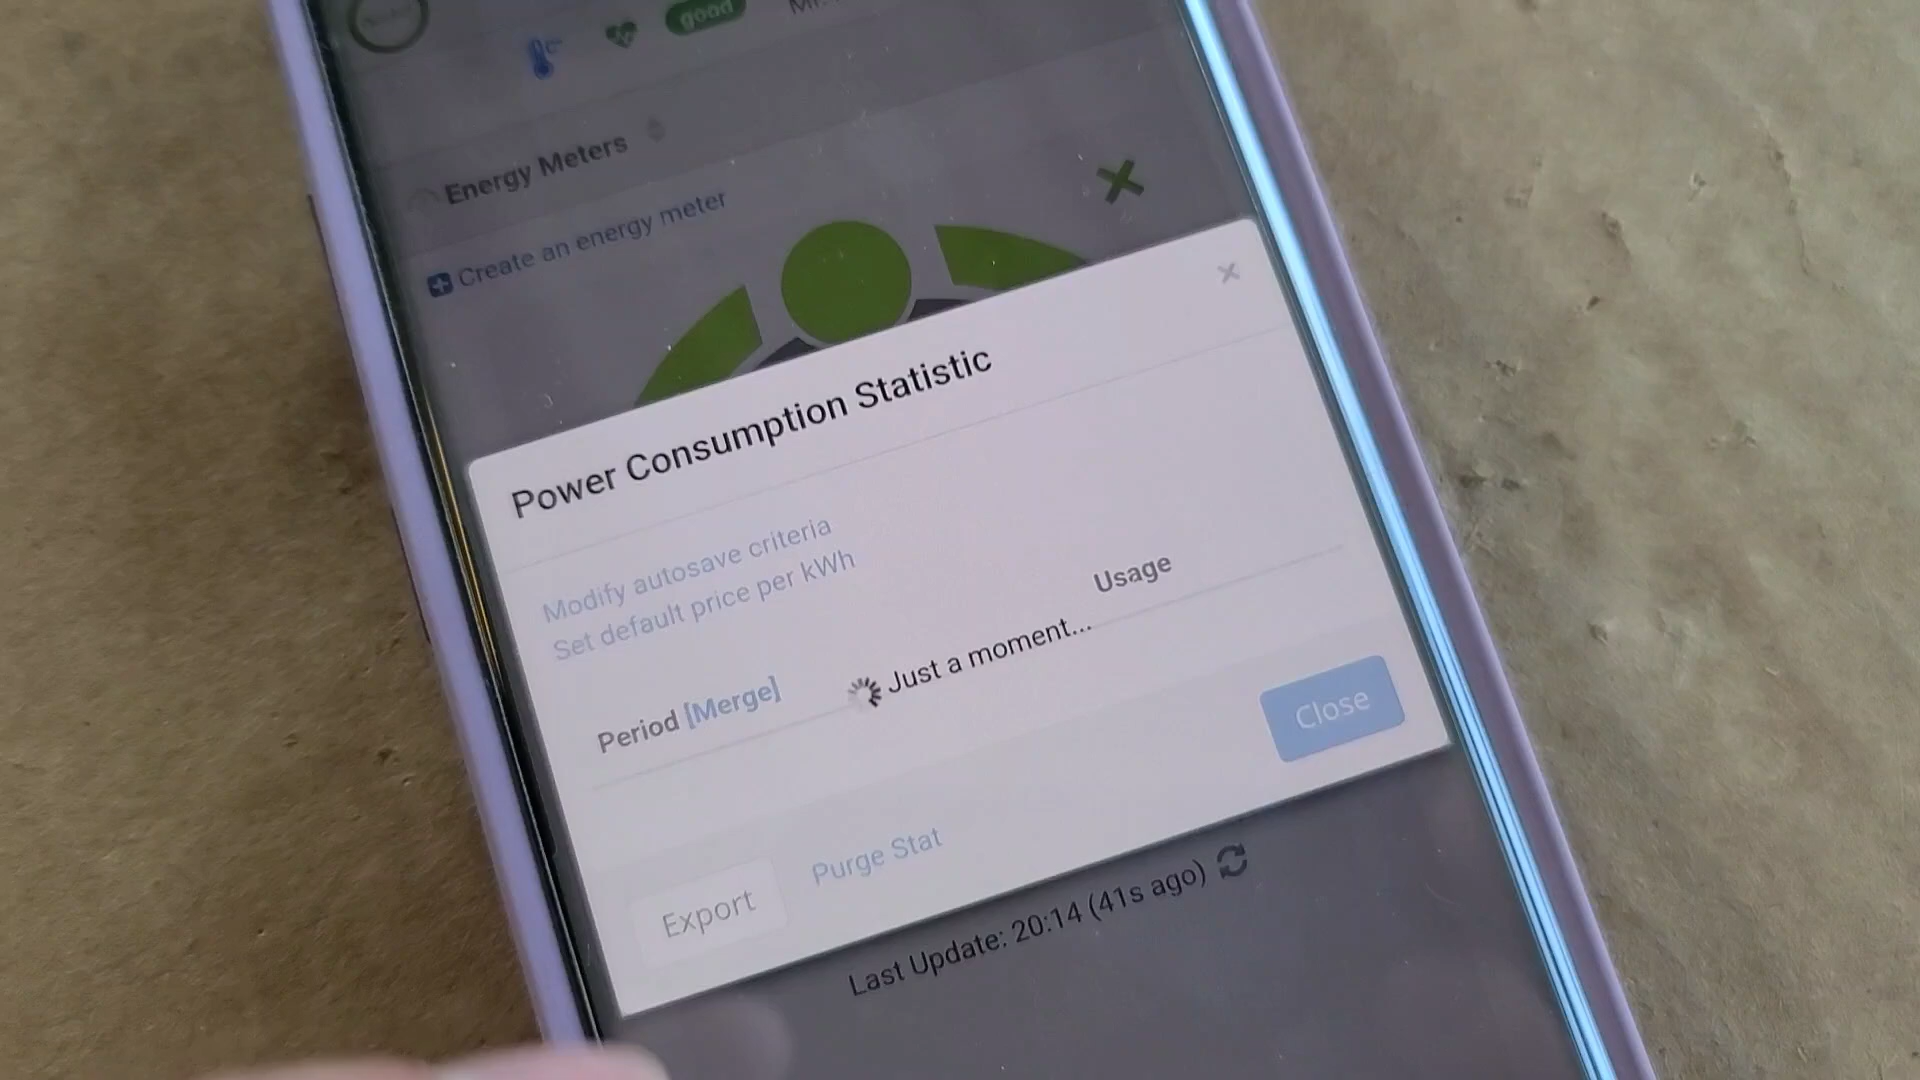 good
Energy Meters
Create an energy meter
Power Consumption Statistic
Modify autosave criteria
Set default price per kWh
Usage
Period [Merge]
Just a moment...
Close
Export
Purge Stat
Last Update: 20:14 (41s ago)